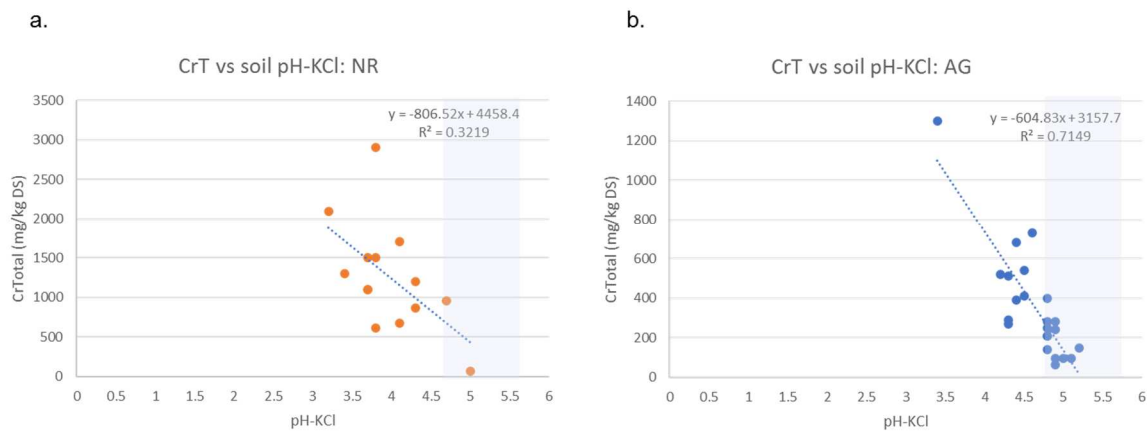 a.
CrT vs soil pH-KCl: NR
y = -806.52x + 4458.4
R² = 0.3219
CrTotal (mg/kg DS)
3500
3000
2500
2000
1500
1000
500
0
0 0.5 1 1.5 2 2.5 3 3.5 4 4.5 5 5.5 6
pH-KCl
b.
CrT vs soil pH-KCl: AG
y = -604.83x + 3157.7
R² = 0.7149
CrTotal (mg/kg DS)
1400
1200
1000
800
600
400
200
0
0 0.5 1 1.5 2 2.5 3 3.5 4 4.5 5 5.5 6
pH-KCl